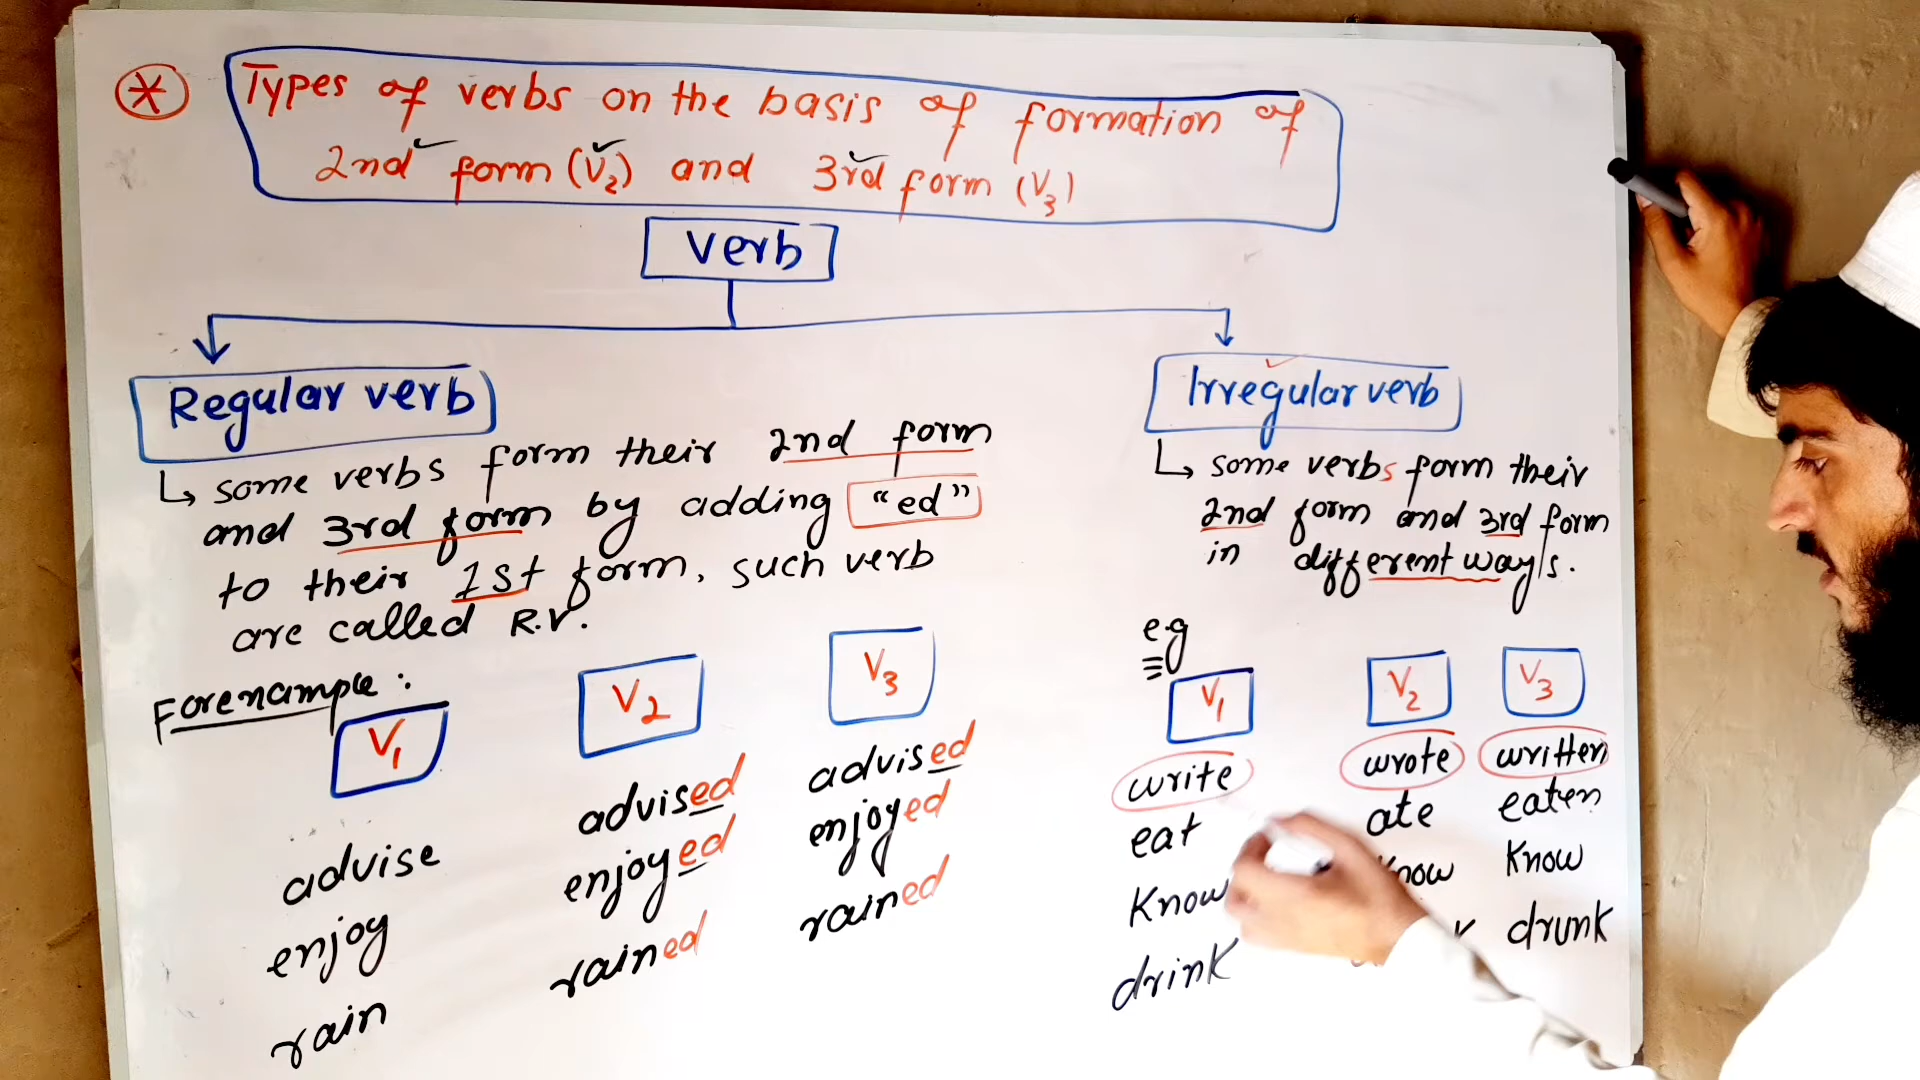 Types of verbs on the basis of formation of
2nd form (V2) and 3rd form (V3)
verb
Regular verb
some verbs form their 2nd form
and 3rd form by adding "ed"
to their 1st form, such verb
are called R.V.
Forenample :
V1 V2 V3
advise advised advised
enjoy enjoyed enjoyed
rain rained rained
Irregular verb
some verbs form their
2nd form and 3rd form
in different ways.
e.g
V1 V2 V3
write wrote written
eat ate eaten
Know Know
drink drunk